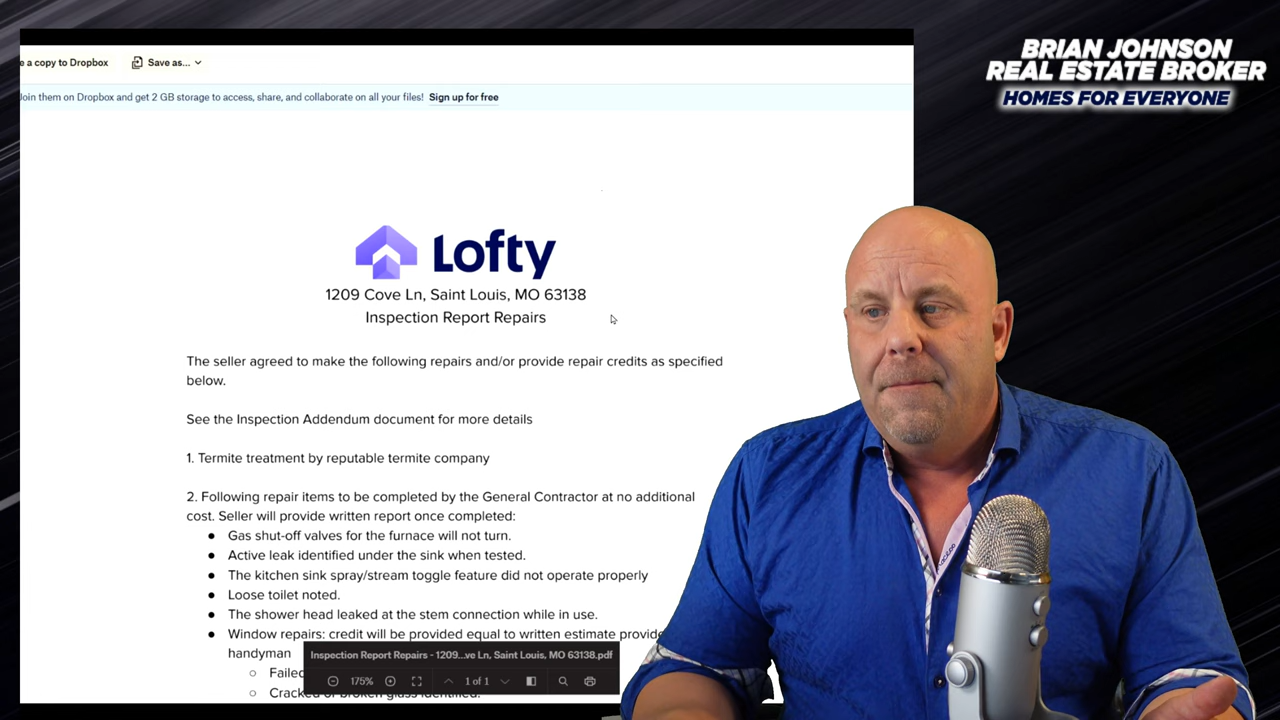 BRIAN JOHNSON
REAL ESTATE BROKER
HOMES FOR EVERYONE
e a copy to Dropbox Save as...
Join them on Dropbox and get 2 GB storage to access, share, and collaborate on all your files! Sign up for free
Lofty
1209 Cove Ln, Saint Louis, MO 63138
Inspection Report Repairs
The seller agreed to make the following repairs and/or provide repair credits as specified
below.
See the Inspection Addendum document for more details
1. Termite treatment by reputable termite company
2. Following repair items to be completed by the General Contractor at no additional
cost. Seller will provide written report once completed:
● Gas shut-off valves for the furnace will not turn.
● Active leak identified under the sink when tested.
● The kitchen sink spray/stream toggle feature did not operate properly
● Loose toilet noted.
● The shower head leaked at the stem connection while in use.
● Window repairs: credit will be provided equal to written estimate provide
handyman
○ Failed
○ Cracked or broken glass identified.
Inspection Report Repairs - 1209...ve Ln, Saint Louis, MO 63138.pdf
175% 1 of 1